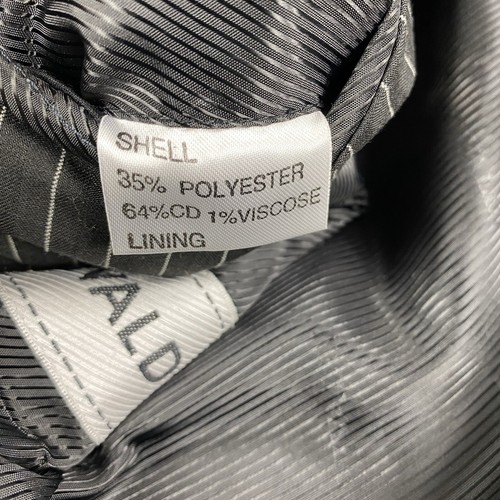 SHELL
35% POLYESTER
64%CD 1%VISCOSE
LINING